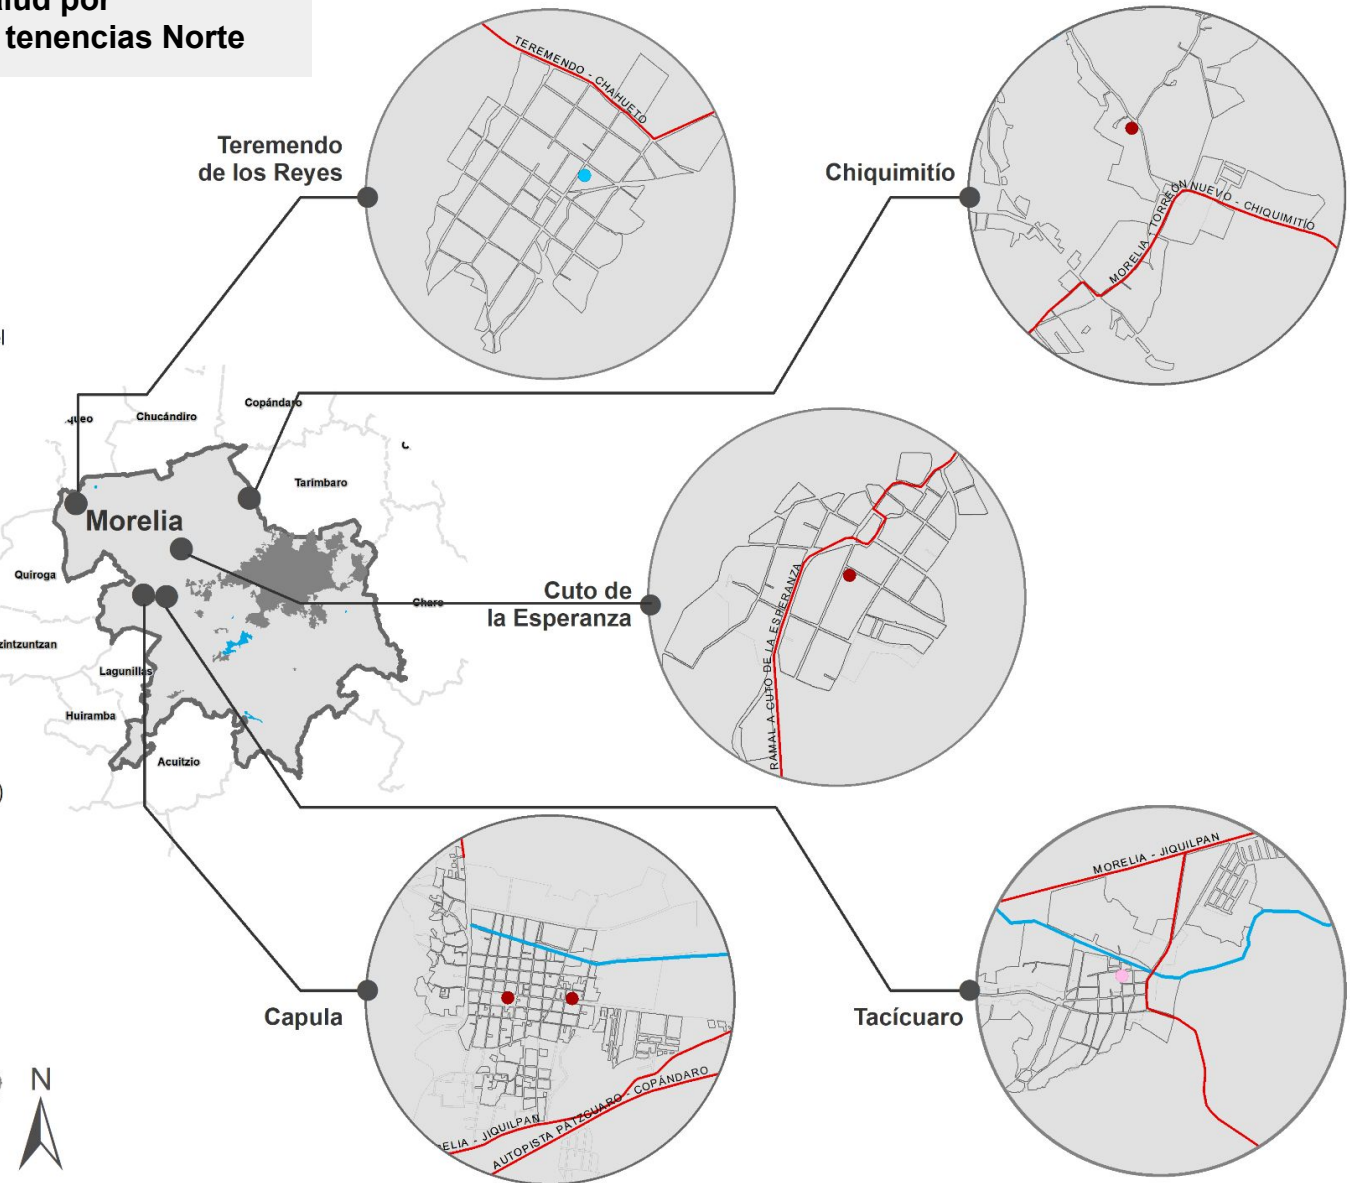 tenencias Norte
TEREMENDO - CHAHUETO
Teremendo
de los Reyes
Chiquimitío
MORELIA - TORREÓN NUEVO - CHIQUIMITÍO
Copándaro
Chucándiro
Tarímbaro
Morelia
Quiroga
Charo
Cuto de
la Esperanza
RAMAL A CUTO DE LA ESPERANZA
Lagunillas
Huiramba
Acuitzio
MORELIA - JIQUILPAN
Capula
Tacícuaro
AUTOPISTA PÁTZCUARO - COPÁNDARO
JIQUILPAN
N